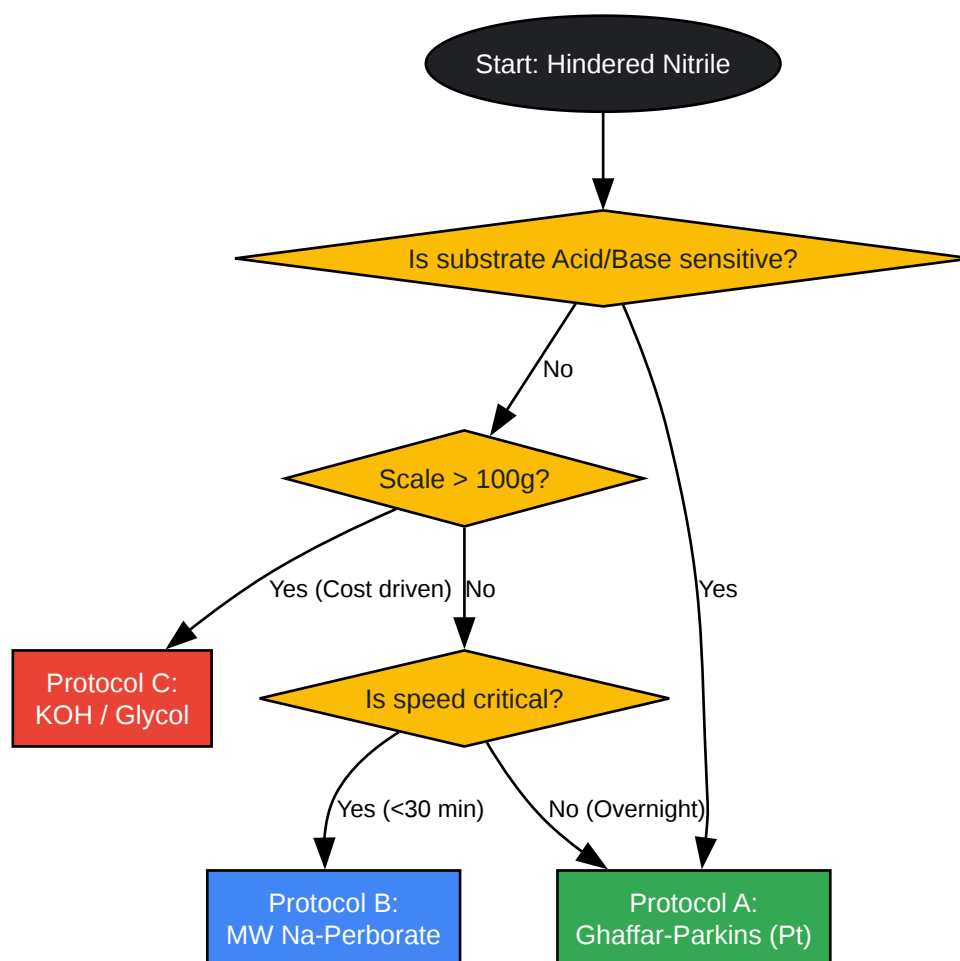 Start: Hindered Nitrile
Is substrate Acid/Base sensitive?
No
Scale > 100g?
Yes (Cost driven)
No
Yes
Protocol C:
KOH / Glycol
Is speed critical?
Yes (<30 min)
No (Overnight)
Protocol B:
MW Na-Perborate
Protocol A:
Ghaffar-Parkins (Pt)